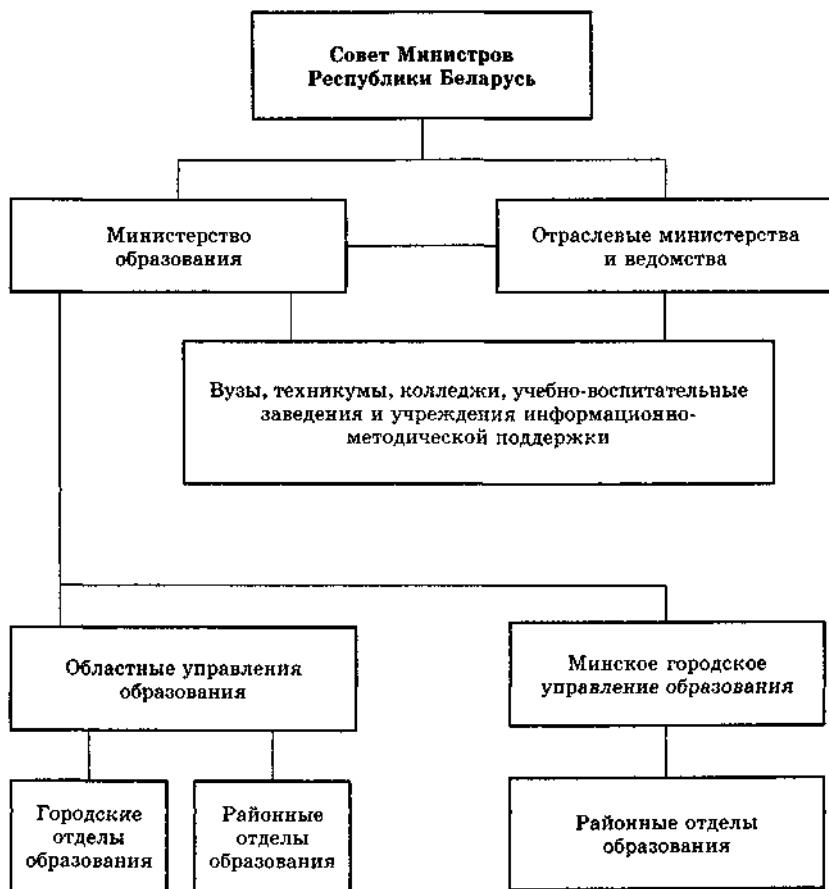 Совет Министров
Республики Беларусь
Министерство
образования
Отраслевые министерства
и ведомства
Вузы, техникумы, колледжи, учебно-воспитательные
заведения и учреждения информационно-
методической поддержки
Областные управления
образования
Минское городское
управление образования
Городские
отделы
образования
Районные
отделы
образования
Районные отделы
образования